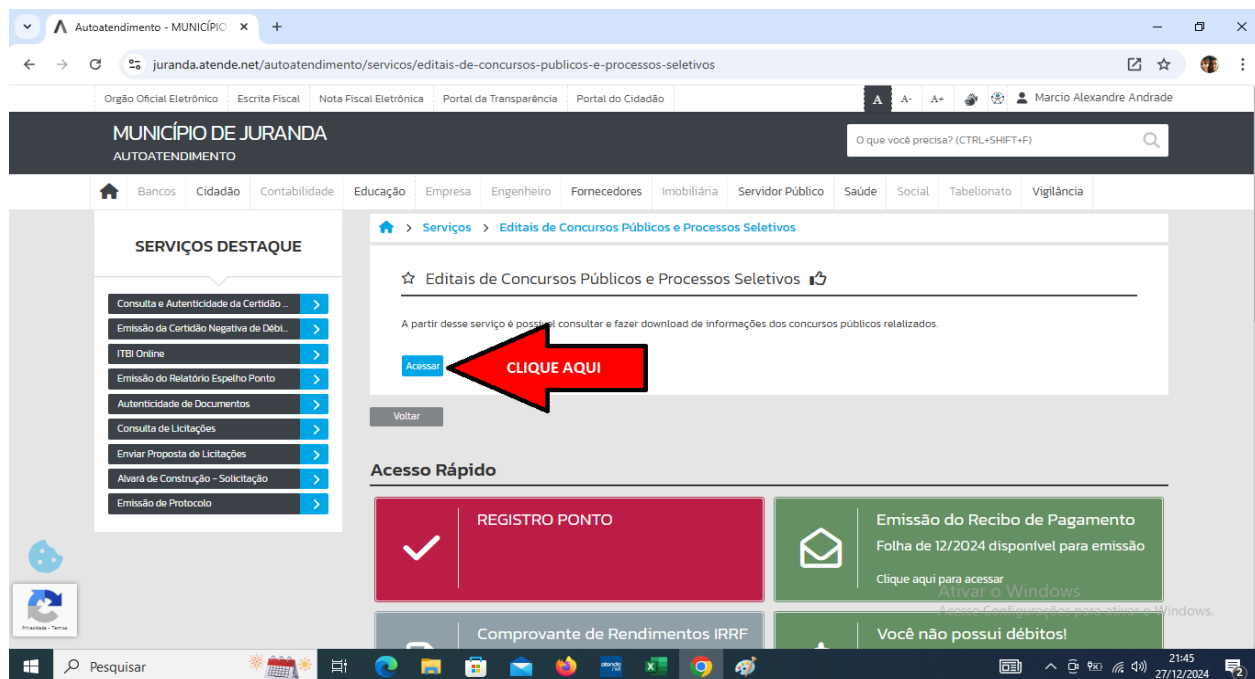 Autoatendimento - MUNICÍPIO
juranda.atende.net/autoatendimento/servicos/editais-de-concursos-publicos-e-processos-seletivos
Orgão Oficial Eletrônico Escrita Fiscal Nota Fiscal Eletrônica Portal da Transparência Portal do Cidadão A A- A+ Marcio Alexandre Andrade
MUNICÍPIO DE JURANDA
AUTOATENDIMENTO
O que você precisa? (CTRL+SHIFT+F)
Bancos Cidadão Contabilidade Educação Empresa Engenheiro Fornecedores Imobiliária Servidor Público Saúde Social Tabelionato Vigilância
SERVIÇOS DESTAQUE
Consulta e Autenticidade da Certidão ...
Emissão da Certidão Negativa de Débi...
ITBI Online
Emissão do Relatório Espelho Ponto
Autenticidade de Documentos
Consulta de Licitações
Enviar Proposta de Licitações
Alvará de Construção - Solicitação
Emissão de Protocolo
> Serviços > Editais de Concursos Públicos e Processos Seletivos
Editais de Concursos Públicos e Processos Seletivos
A partir desse serviço é possível consultar e fazer download de informações dos concursos públicos relalizados.
Acessar
CLIQUE AQUI
Voltar
Acesso Rápido
REGISTRO PONTO
Emissão do Recibo de Pagamento
Folha de 12/2024 disponível para emissão
Clique aqui para acessar
Comprovante de Rendimentos IRRF
Você não possui débitos!
Ativar o Windows
Acesse Configurações para ativar o Windows.
Privacidade - Termos
Pesquisar
21:45
27/12/2024
2